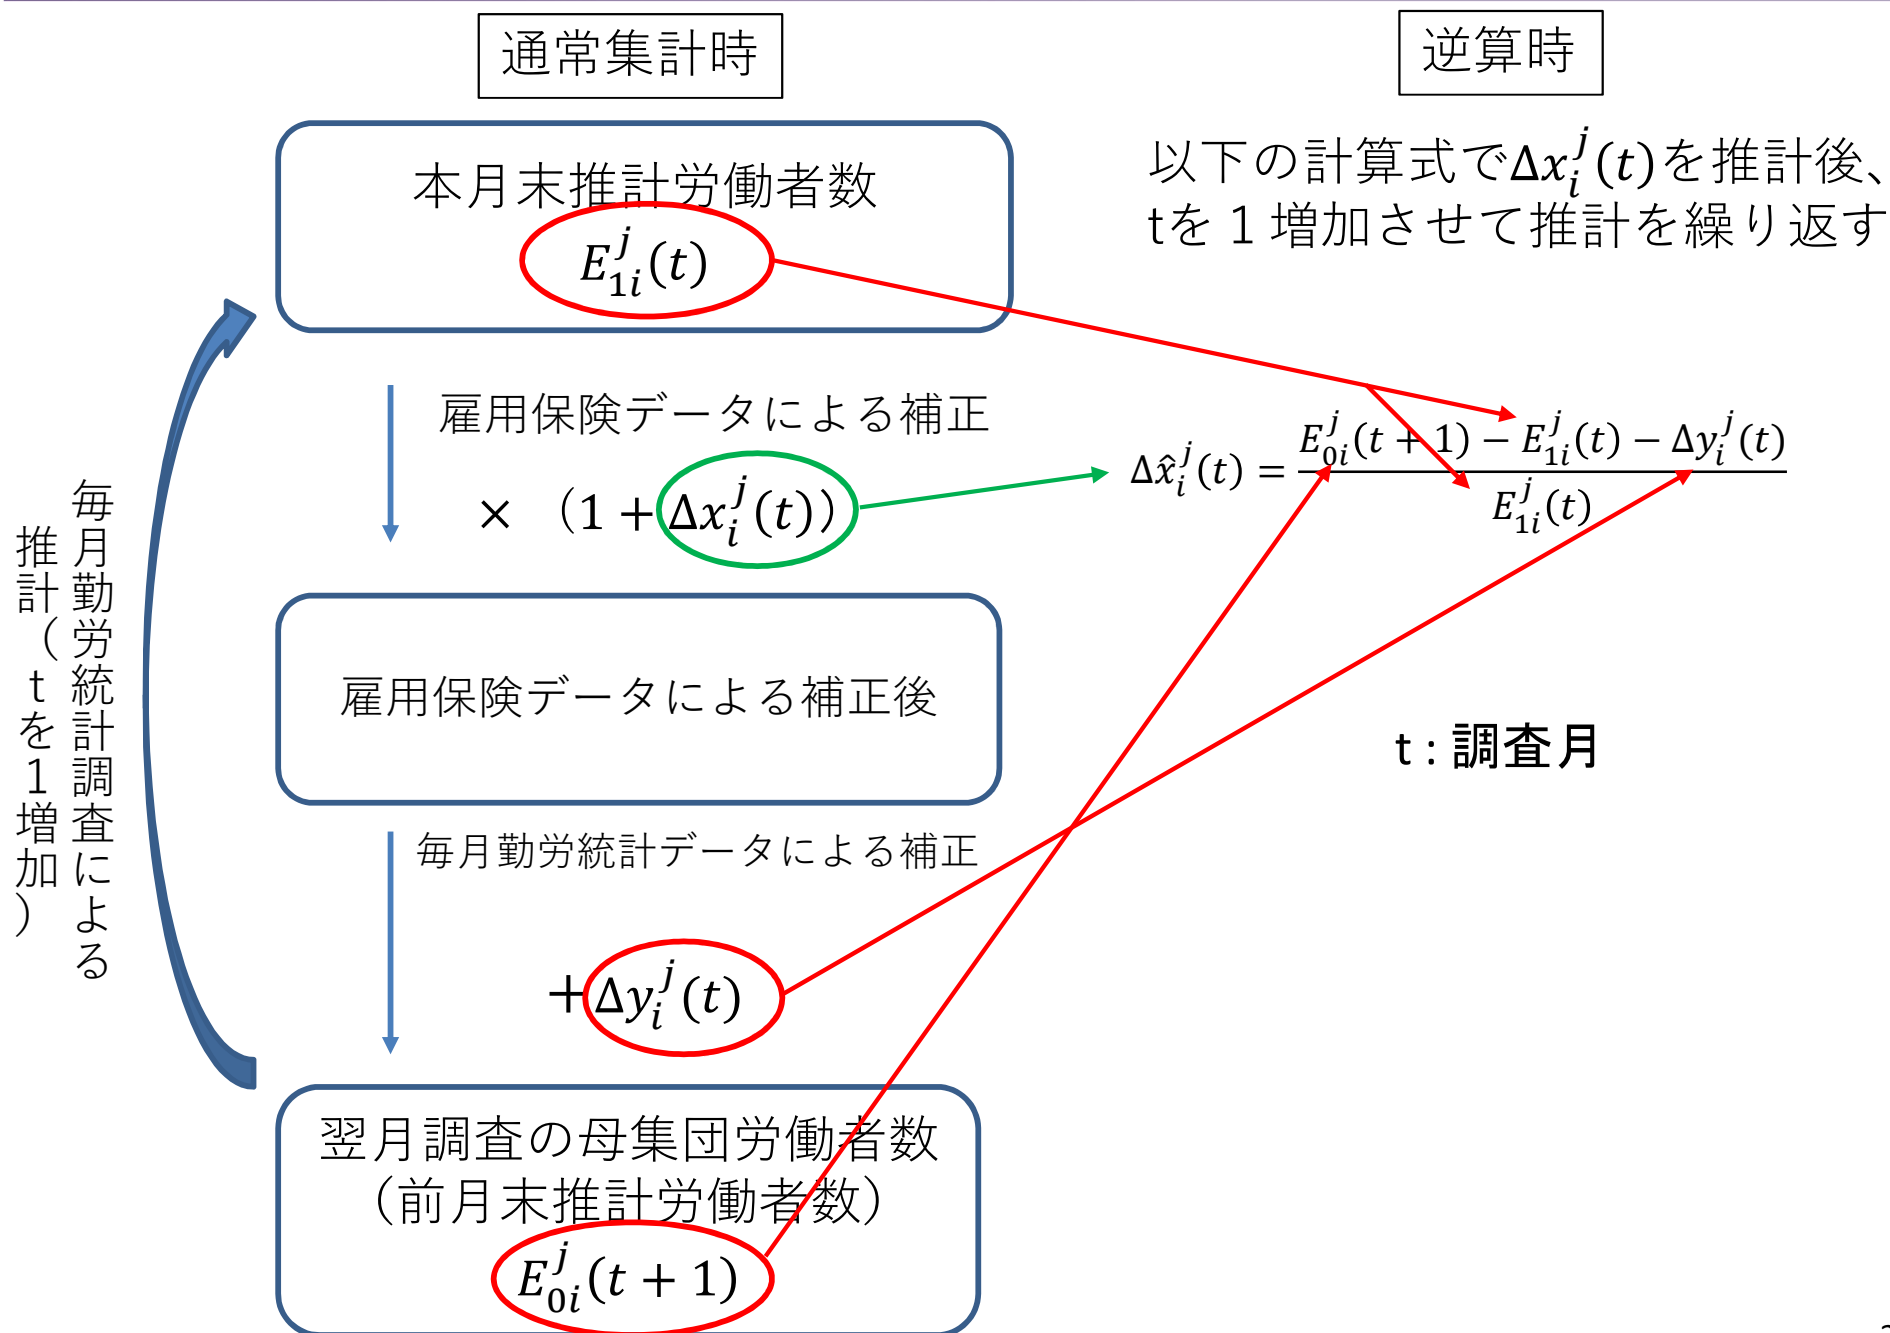 通常集計時
逆算時
本月末推計労働者数
E_{1i}^{j}(t)
以下の計算式でΔx_{i}^{j}(t)を推計後、
tを１増加させて推計を繰り返す
雇用保険データによる補正
× （1 + Δx_{i}^{j}(t)）
Δx̂_{i}^{j}(t) = \frac{E_{0i}^{j}(t + 1) − E_{1i}^{j}(t) − Δy_{i}^{j}(t)}{E_{1i}^{j}(t)}
毎月勤労統計調査による
推計（ｔを１増加）
雇用保険データによる補正後
t : 調査月
毎月勤労統計データによる補正
+Δy_{i}^{j}(t)
翌月調査の母集団労働者数
（前月末推計労働者数）
E_{0i}^{j}(t + 1)